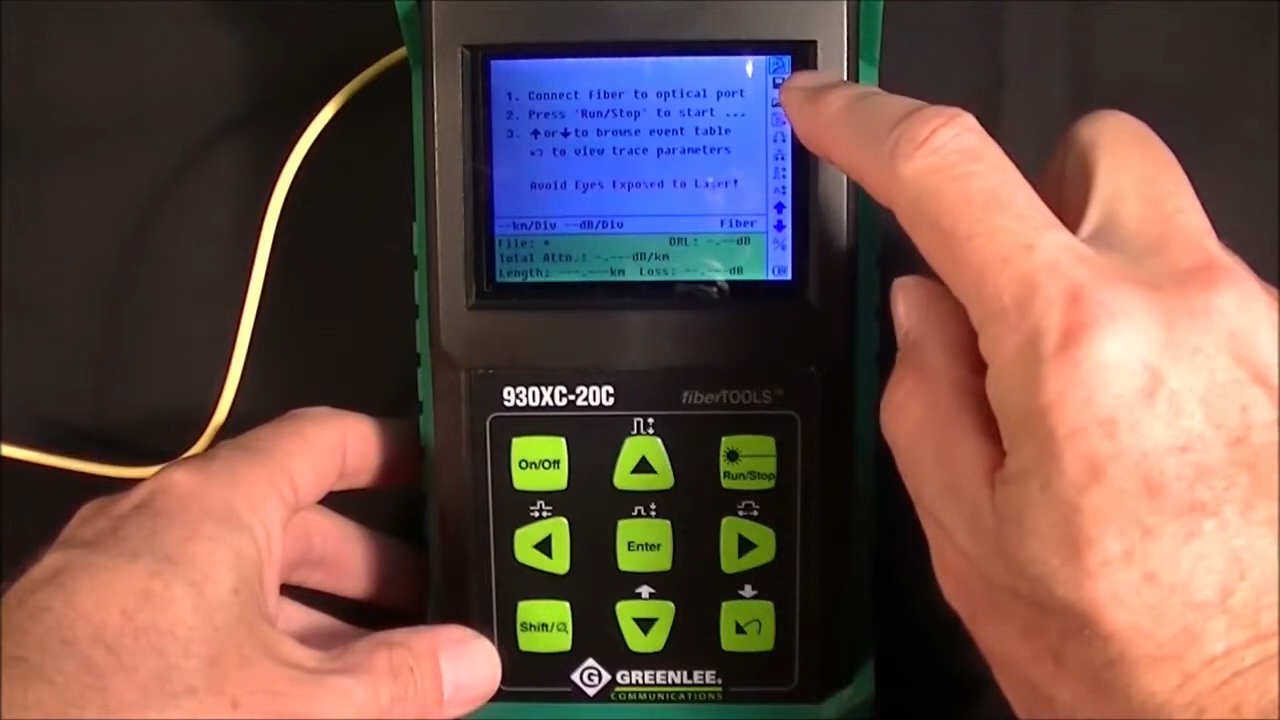 1. Connect fiber to optical port
2. Press 'Run/Stop' to start ...
3. ↑or↓to browse event table
to view trace parameters
Avoid Eyes Exposed to Laser!
--km/Div --dB/Div Fiber
File: * ORL: -.--dB
Total Attn.: -.---dB/km
Length: ---.---km Loss: --.---dB
930XC-20C fiberTOOLS™
On/Off
Run/Stop
Enter
Shift/
G GREENLEE.
COMMUNICATIONS